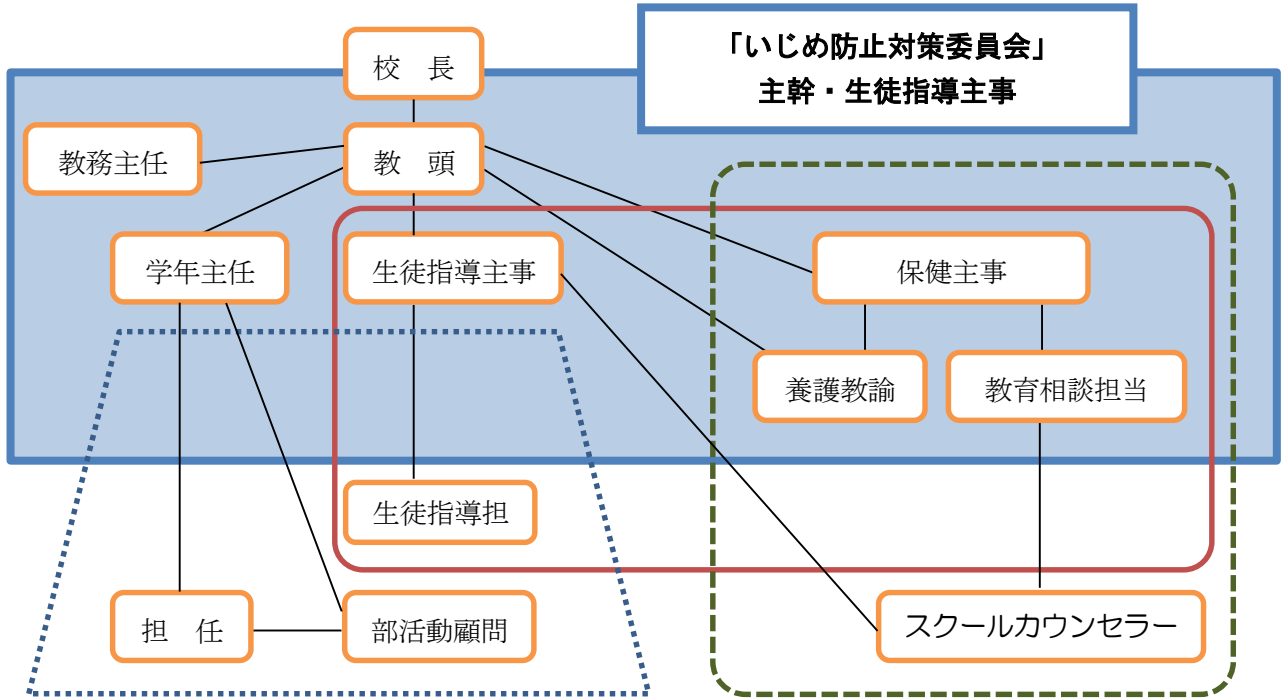 「いじめ防止対策委員会」
主幹・生徒指導主事
校　長
教務主任
教　頭
学年主任
生徒指導主事
保健主事
養護教諭
教育相談担当
生徒指導担
担　任
部活動顧問
スクールカウンセラー